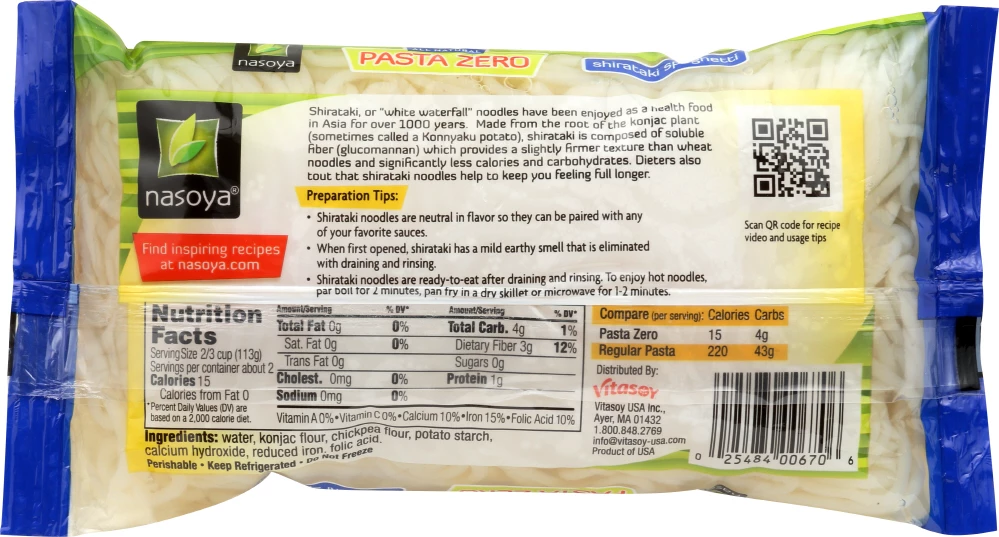 nasoya
ALL NATURAL
PASTA ZERO
shirataki spaghetti
nasoya®
Find inspiring recipes
at nasoya.com
Shirataki, or "white waterfall" noodles have been enjoyed as a health food
in Asia for over 1000 years. Made from the root of the konjac plant
(sometimes called a Konnyaku potato), shirataki is composed of soluble
fiber (glucomannan) which provides a slightly firmer texture than wheat
noodles and significantly less calories and carbohydrates. Dieters also
tout that shirataki noodles help to keep you feeling full longer.
Preparation Tips:
• Shirataki noodles are neutral in flavor so they can be paired with any
of your favorite sauces.
• When first opened, shirataki has a mild earthy smell that is eliminated
with draining and rinsing.
• Shirataki noodles are ready-to-eat after draining and rinsing. To enjoy hot noodles,
par boil for 2 minutes, pan fry in a dry skillet or microwave for 1-2 minutes.
Scan QR code for recipe
video and usage tips
Nutrition
Facts
Serving Size 2/3 cup (113g)
Servings per container about 2
Calories 15
Calories from Fat 0
*Percent Daily Values (DV) are
based on a 2,000 calorie diet.
Amount/Serving % DV*
Total Fat 0g 0%
Sat. Fat 0g 0%
Trans Fat 0g
Cholest. 0mg 0%
Sodium 0mg 0%
Amount/Serving % DV*
Total Carb. 4g 1%
Dietary Fiber 3g 12%
Sugars 0g
Protein 1g
Vitamin A 0% • Vitamin C 0% • Calcium 10% • Iron 15% • Folic Acid 10%
Ingredients: water, konjac flour, chickpea flour, potato starch,
calcium hydroxide, reduced iron, folic acid.
Perishable • Keep Refrigerated • Do Not Freeze
Compare (per serving): Calories Carbs
Pasta Zero 15 4g
Regular Pasta 220 43g
Distributed By:
Vitasoy
Vitasoy USA Inc.,
Ayer, MA 01432
1.800.848.2769
info@vitasoy-usa.com
Product of USA
0 25484 00670 6